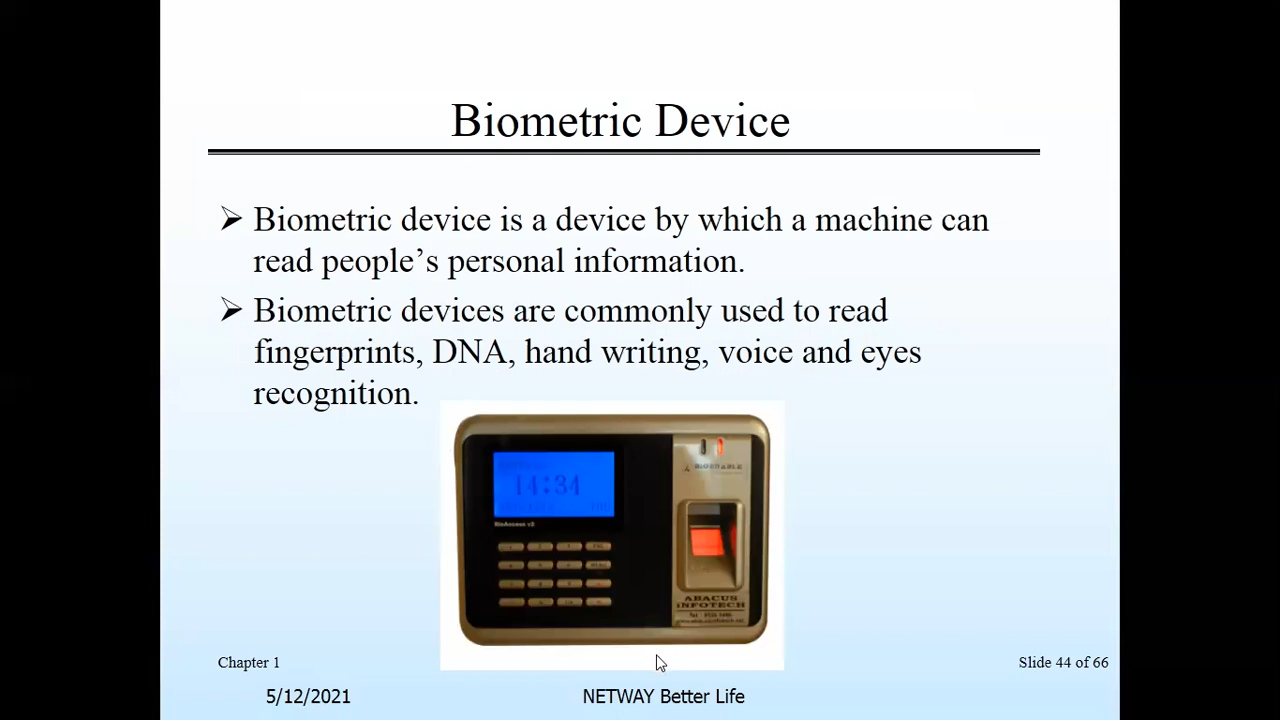 Biometric Device
➢ Biometric device is a device by which a machine can
read people’s personal information.
➢ Biometric devices are commonly used to read
fingerprints, DNA, hand writing, voice and eyes
recognition.
14:34
BioAccess v2
BIOENABLE
ABACUS
INFOTECH
Chapter 1
Slide 44 of 66
5/12/2021
NETWAY Better Life